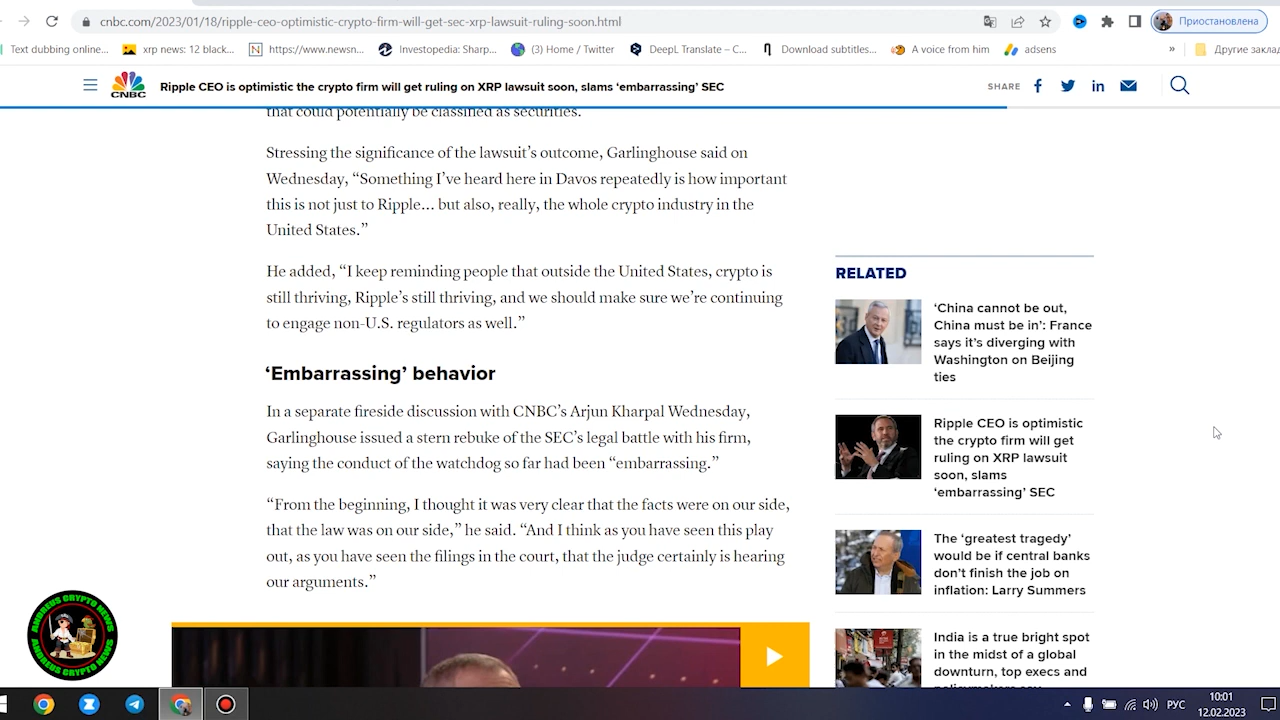 cnbc.com/2023/01/18/ripple-ceo-optimistic-crypto-firm-will-get-sec-xrp-lawsuit-ruling-soon.html
Приостановлена
Text dubbing online...
xrp news: 12 black...
https://www.newsn...
Investopedia: Sharp...
(3) Home / Twitter
DeepL Translate – C...
Download subtitles...
A voice from him
adsens
»
Другие закла
CNBC
Ripple CEO is optimistic the crypto firm will get ruling on XRP lawsuit soon, slams ‘embarrassing’ SEC
SHARE
that could potentially be classified as securities.
Stressing the significance of the lawsuit’s outcome, Garlinghouse said on
Wednesday, “Something I’ve heard here in Davos repeatedly is how important
this is not just to Ripple… but also, really, the whole crypto industry in the
United States.”
He added, “I keep reminding people that outside the United States, crypto is
still thriving, Ripple’s still thriving, and we should make sure we’re continuing
to engage non-U.S. regulators as well.”
‘Embarrassing’ behavior
In a separate fireside discussion with CNBC’s Arjun Kharpal Wednesday,
Garlinghouse issued a stern rebuke of the SEC’s legal battle with his firm,
saying the conduct of the watchdog so far had been “embarrassing.”
“From the beginning, I thought it was very clear that the facts were on our side,
that the law was on our side,” he said. “And I think as you have seen this play
out, as you have seen the filings in the court, that the judge certainly is hearing
our arguments.”
RELATED
‘China cannot be out,
China must be in’: France
says it’s diverging with
Washington on Beijing
ties
Ripple CEO is optimistic
the crypto firm will get
ruling on XRP lawsuit
soon, slams
‘embarrassing’ SEC
The ‘greatest tragedy’
would be if central banks
don’t finish the job on
inflation: Larry Summers
India is a true bright spot
in the midst of a global
downturn, top execs and
policymakers say
ANDREUS CRYPTO NEWS
ANDREUS CRYPTO NEWS
РУС
10:01
12.02.2023